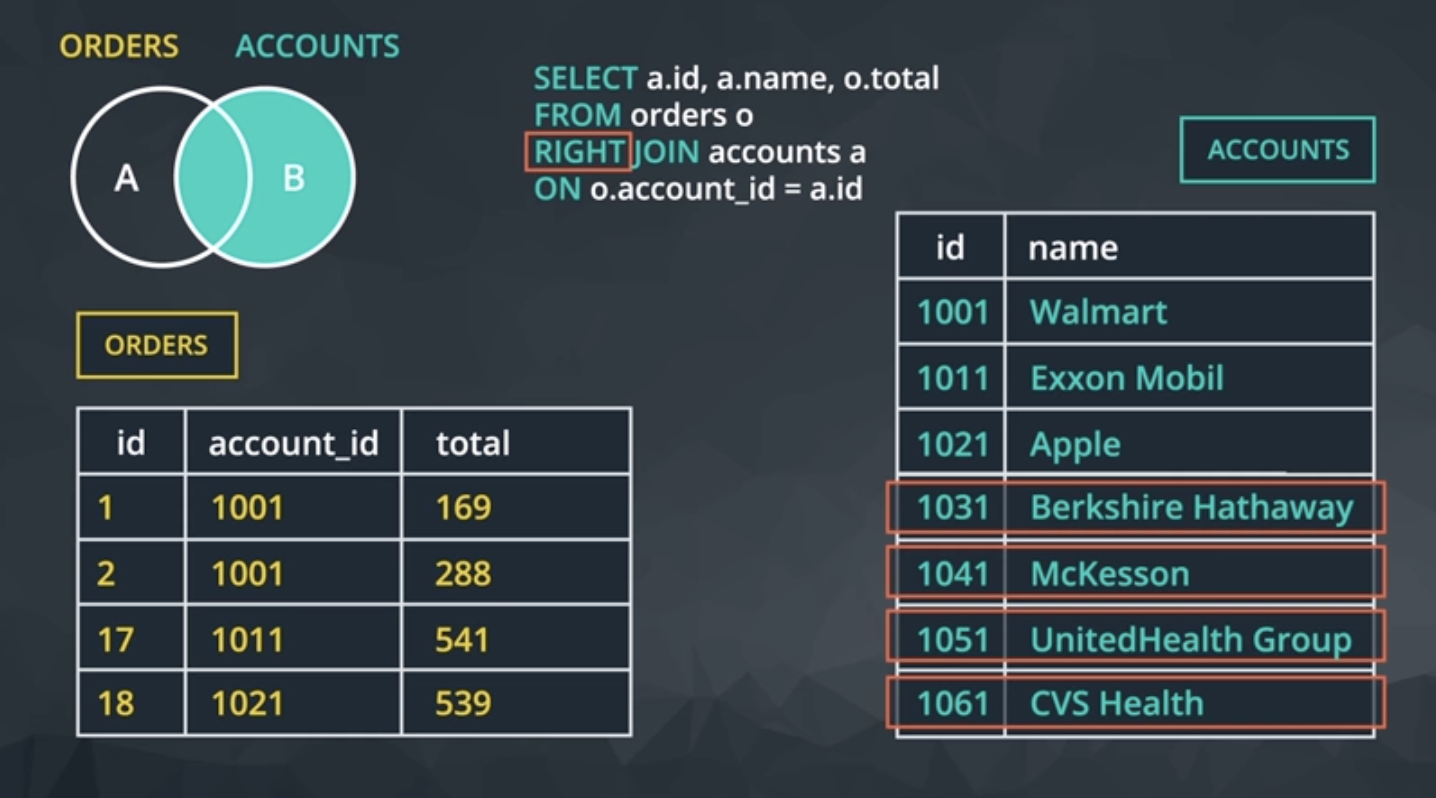 ORDERS ACCOUNTS
A B
SELECT a.id, a.name, o.total
FROM orders o
RIGHT JOIN accounts a
ON o.account_id = a.id
ORDERS
id account_id total
1 1001 169
2 1001 288
17 1011 541
18 1021 539
ACCOUNTS
id name
1001 Walmart
1011 Exxon Mobil
1021 Apple
1031 Berkshire Hathaway
1041 McKesson
1051 UnitedHealth Group
1061 CVS Health